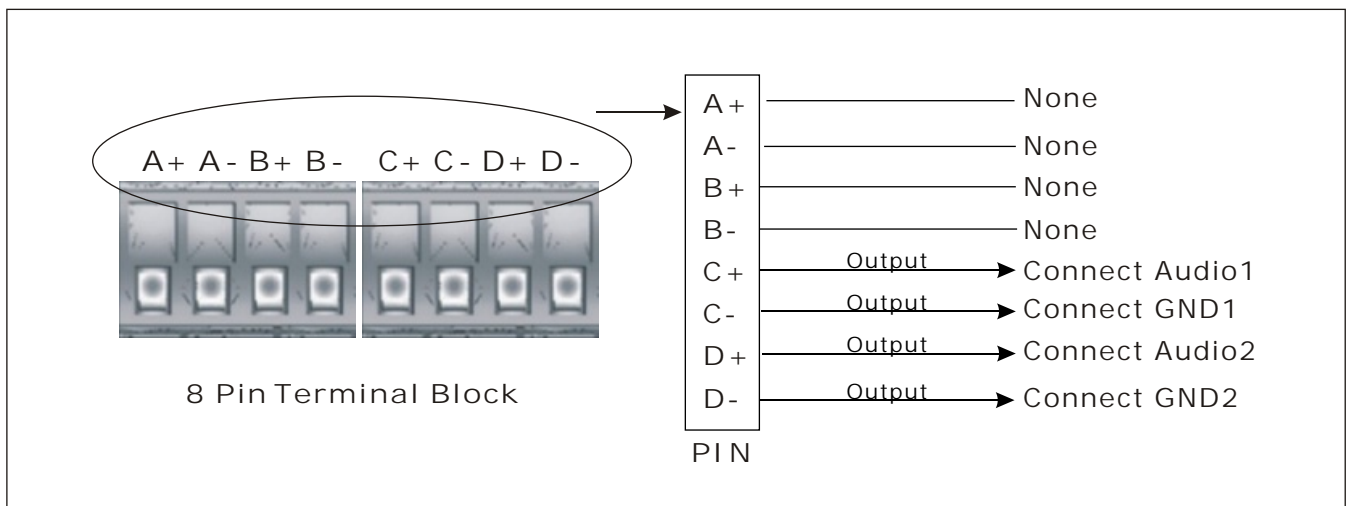 A+ A- B+ B- C+ C- D+ D-
8 Pin Terminal Block
A+ None
A- None
B+ None
B- None
C+ Output Connect Audio1
C- Output Connect GND1
D+ Output Connect Audio2
D- Output Connect GND2
PIN